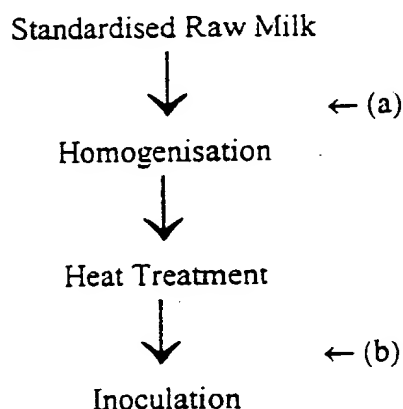 Standardised Raw Milk
← (a)
Homogenisation
Heat Treatment
← (b)
Inoculation